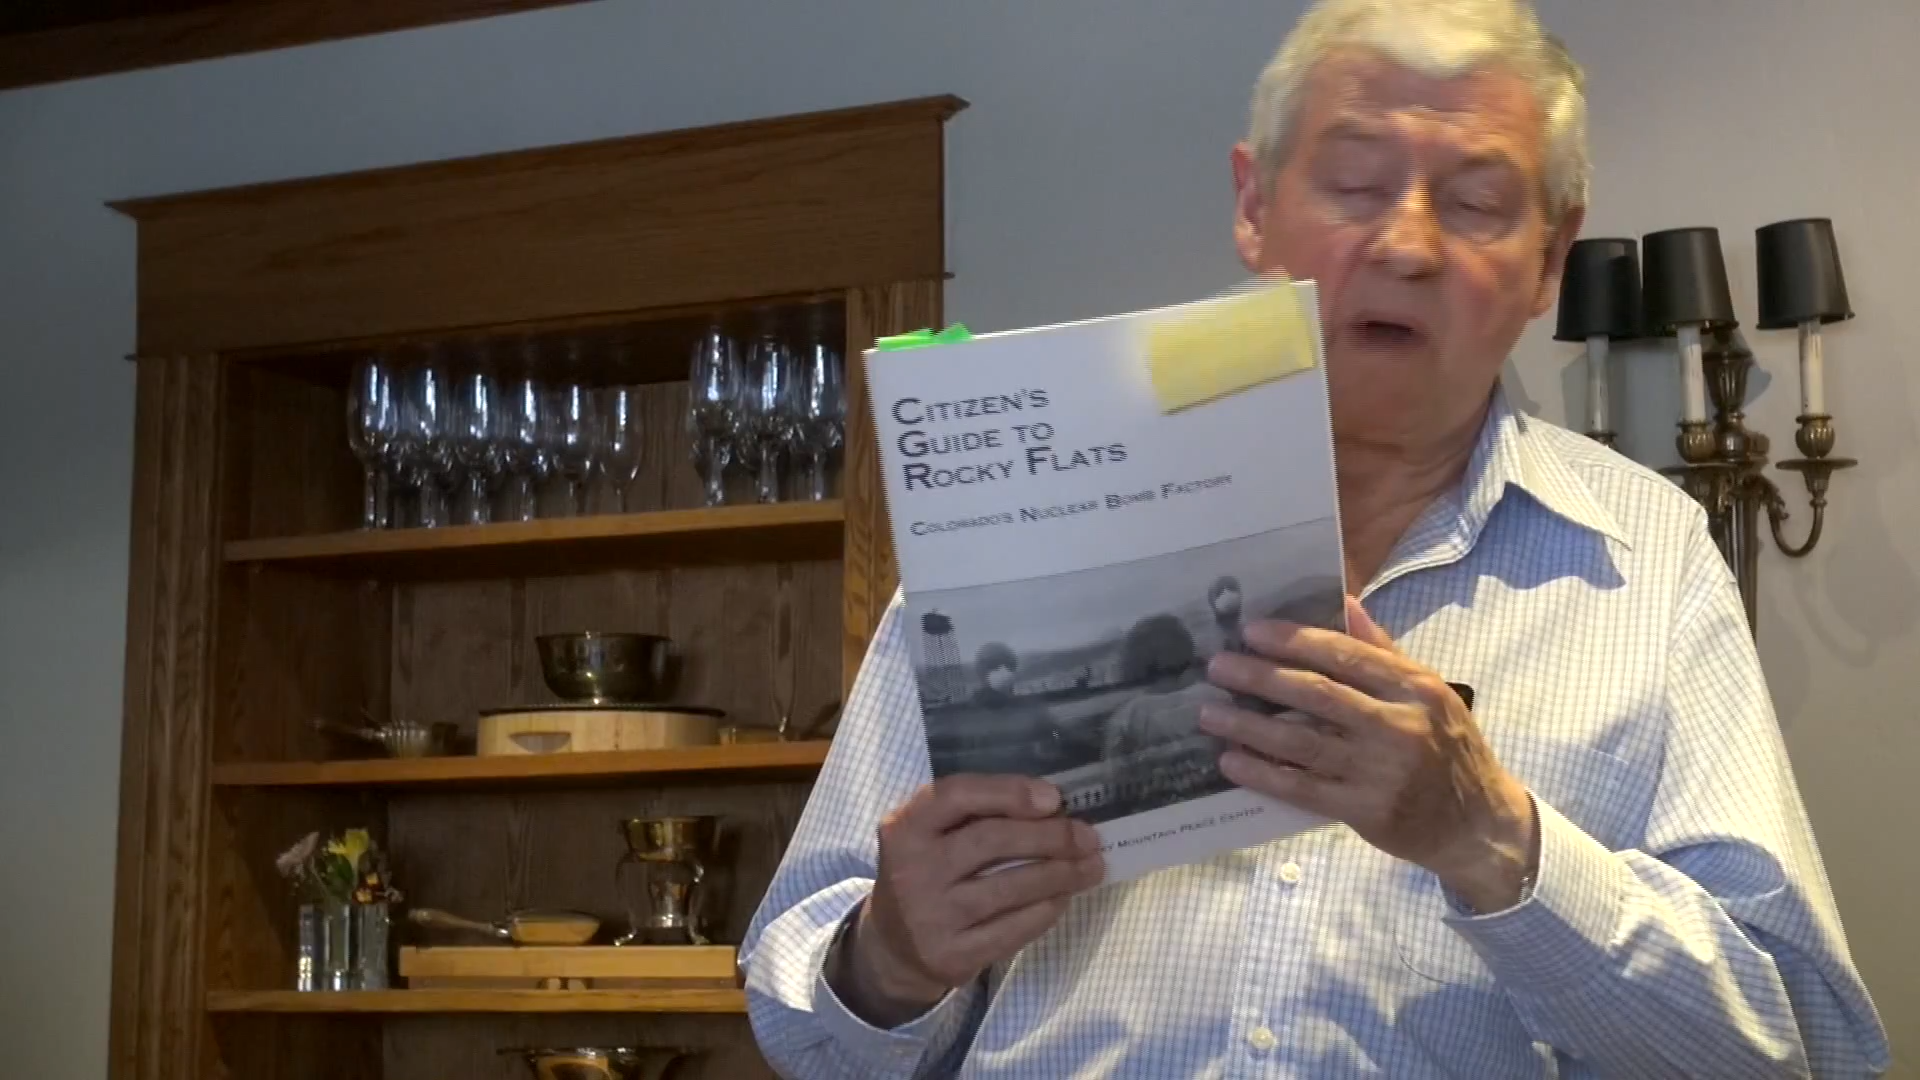 CITIZEN'S
GUIDE TO
ROCKY FLATS
COLORADO'S NUCLEAR BOMB FACTORY
MOUNTAIN PEACE CENTER